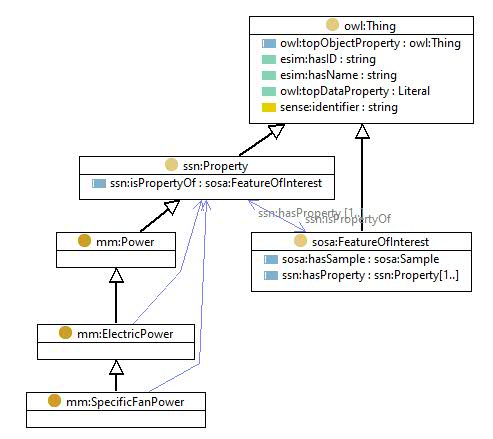 owl:Thing
owl:topObjectProperty : owl:Thing
esim:hasID : string
esim:hasName : string
owl:topDataProperty : Literal
sense:identifier : string
ssn:Property
ssn:isPropertyOf : sosa:FeatureOfInterest
ssn:hasProperty [1..]
ssn:isPropertyOf
mm:Power
sosa:FeatureOfInterest
sosa:hasSample : sosa:Sample
ssn:hasProperty : ssn:Property[1..]
mm:ElectricPower
mm:SpecificFanPower